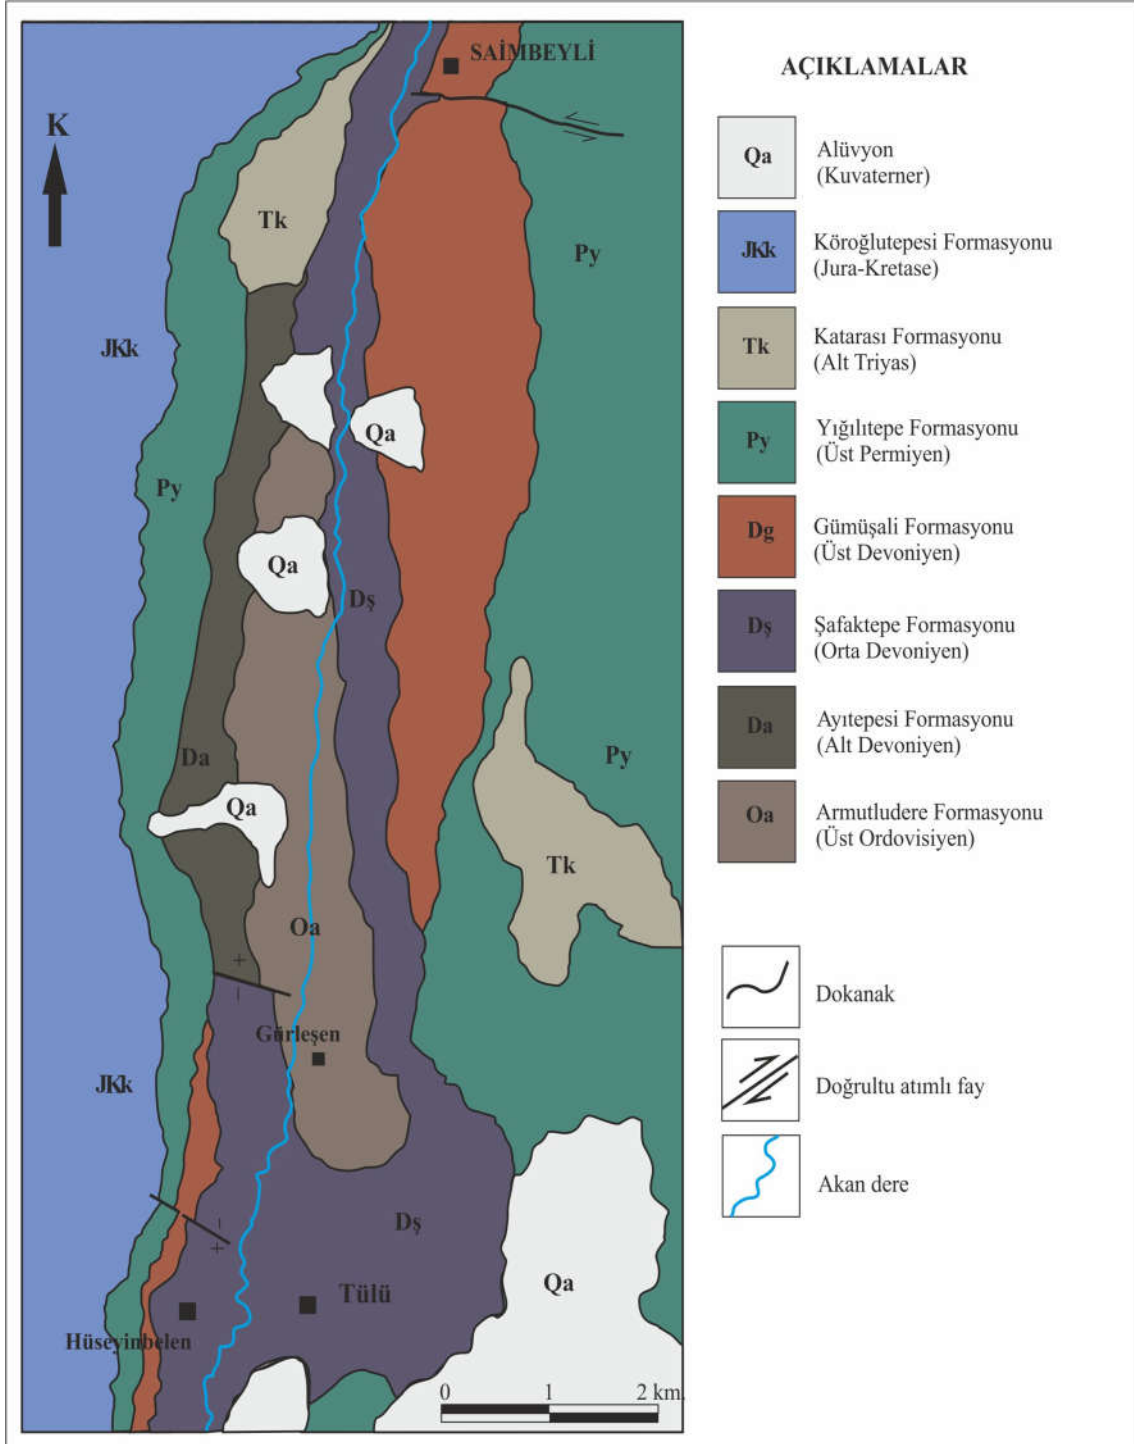 SAİMBEYLİ
K
Tk
Py
JKk
Qa
Py
Qa
Dş
Da
Py
Qa
Tk
Oa
+
–
Gürleşen
JKk
–
+
Dş
Qa
Tülü
Hüseyinbelen
0 1 2 km.
AÇIKLAMALAR
Qa Alüvyon
(Kuvaterner)
JKk Köroğlutepesi Formasyonu
(Jura-Kretase)
Tk Katarası Formasyonu
(Alt Triyas)
Py Yığılıtepe Formasyonu
(Üst Permiyen)
Dg Gümüşali Formasyonu
(Üst Devoniyen)
Dş Şafaktepe Formasyonu
(Orta Devoniyen)
Da Ayıtepesi Formasyonu
(Alt Devoniyen)
Oa Armutludere Formasyonu
(Üst Ordovisiyen)
Dokanak
Doğrultu atımlı fay
Akan dere